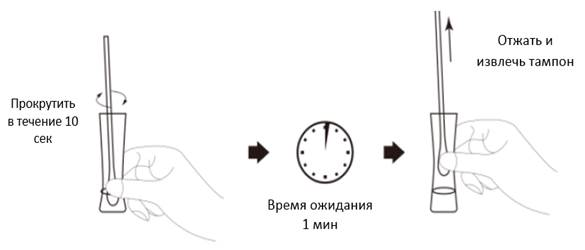 Прокрутить
в течение 10
сек
Время ожидания
1 мин
Отжать и
извлечь тампон